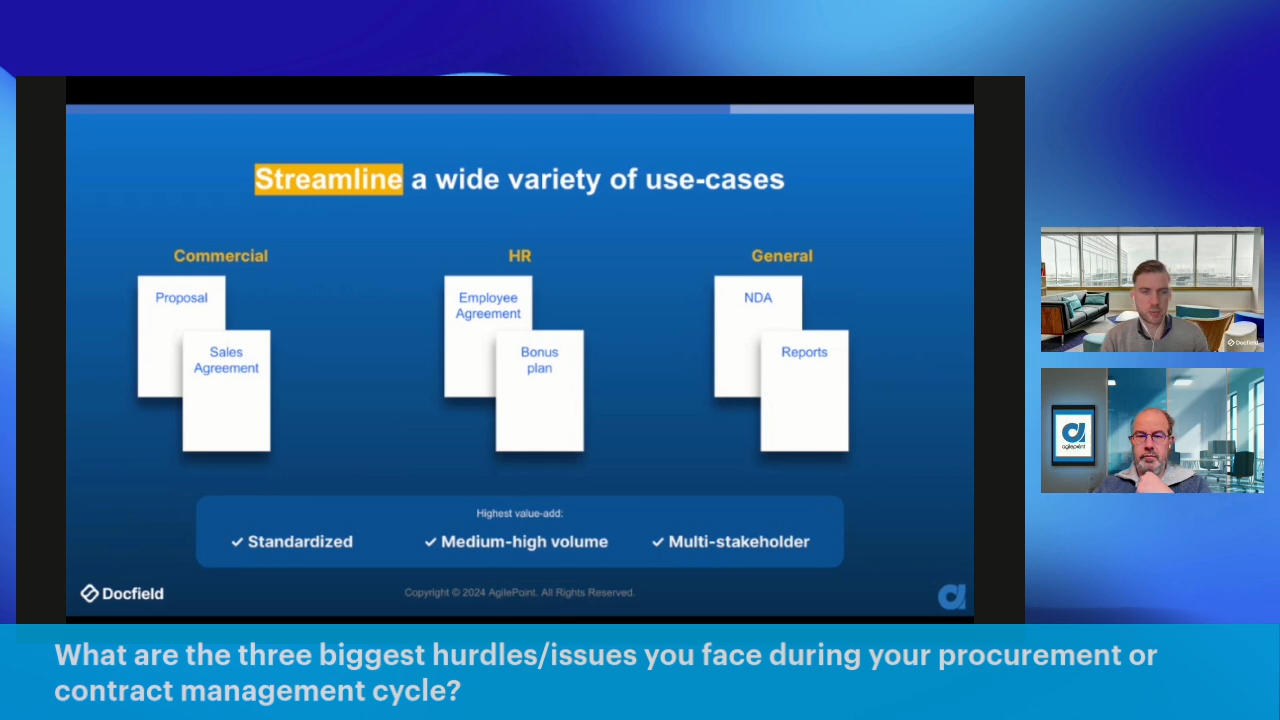 Streamline a wide variety of use-cases
Commercial
HR
General
Proposal
Sales
Agreement
Employee
Agreement
Bonus
plan
NDA
Reports
Highest value-add:
✓ Standardized
✓ Medium-high volume
✓ Multi-stakeholder
Docfield
Copyright © 2024 AgilePoint. All Rights Reserved.
Docfield
agilepoint
What are the three biggest hurdles/issues you face during your procurement or
contract management cycle?